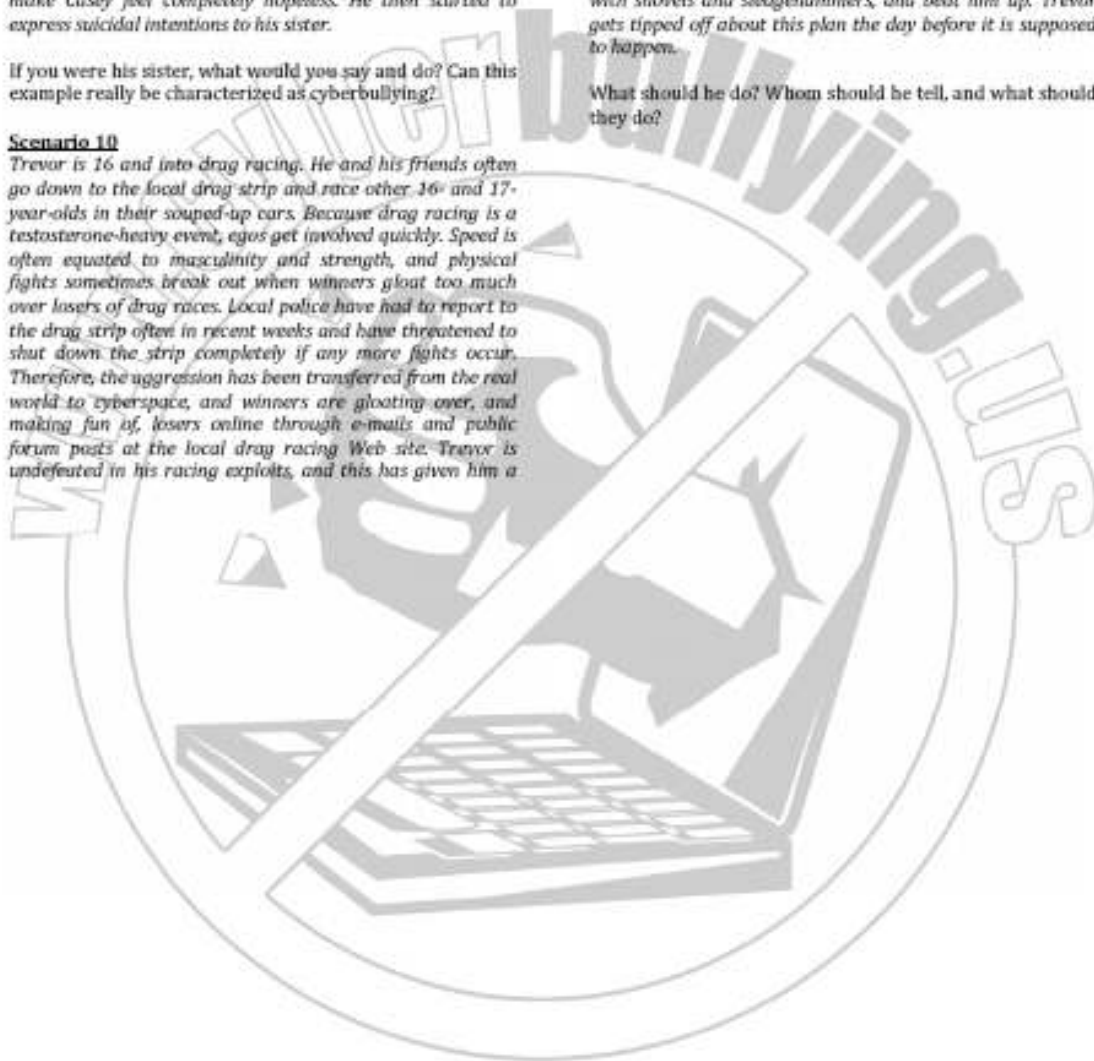 make Casey feel completely hopeless. He then started to
express suicidal intentions to his sister.
If you were his sister, what would you say and do? Can this
example really be characterized as cyberbullying?
Scenario 10
Trevor is 16 and into drag racing. He and his friends often
go down to the local drag strip and race other 16- and 17-
year-olds in their souped-up cars. Because drag racing is a
testosterone-heavy event, egos get involved quickly. Speed is
often equated to masculinity and strength, and physical
fights sometimes break out when winners gloat too much
over losers of drag races. Local police have had to report to
the drag strip often in recent weeks and have threatened to
shut down the strip completely if any more fights occur.
Therefore, the aggression has been transferred from the real
world to cyberspace, and winners are gloating over, and
making fun of, losers online through e-mails and public
forum posts at the local drag racing Web site. Trevor is
undefeated in his racing exploits, and this has given him a
with shovels and sledgehammers, and beat him up. Trevor
gets tipped off about this plan the day before it is supposed
to happen.
What should he do? Whom should he tell, and what should
they do?
www.cyberbullying.us